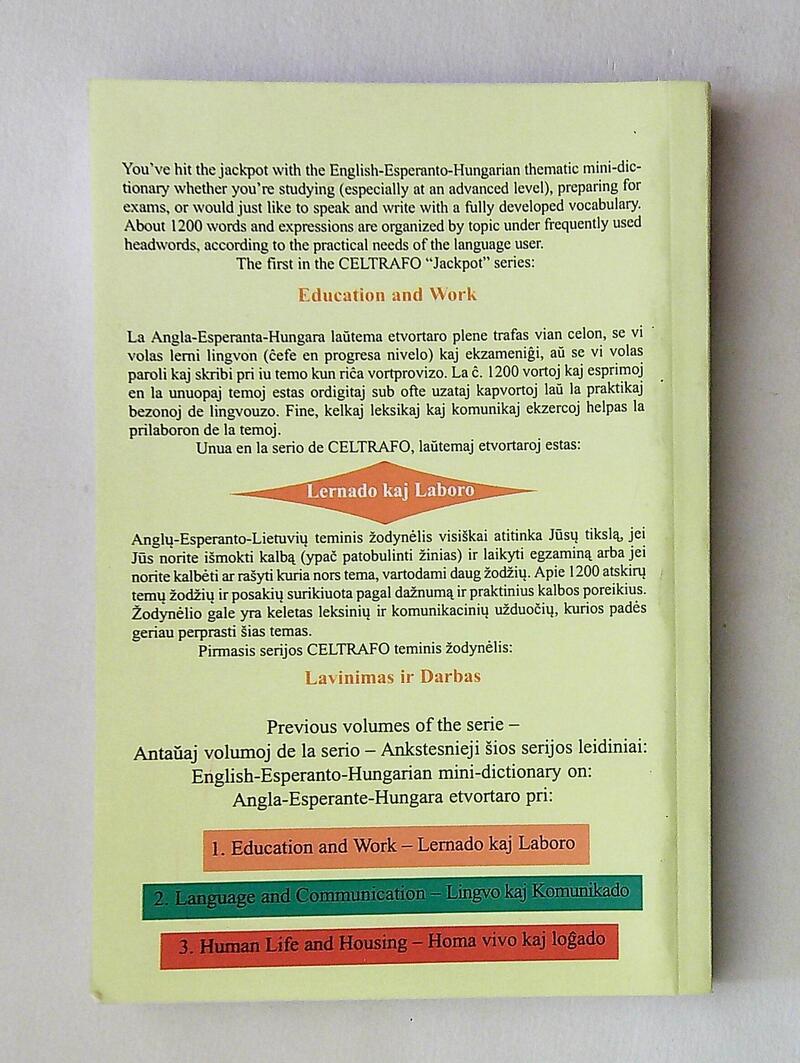 You've hit the jackpot with the English-Esperanto-Hungarian thematic mini-dic-
tionary whether you're studying (especially at an advanced level), preparing for
exams, or would just like to speak and write with a fully developed vocabulary.
About 1200 words and expressions are organized by topic under frequently used
headwords, according to the practical needs of the language user.
The first in the CELTRAFO “Jackpot” series:
Education and Work
La Angla-Esperanta-Hungara laŭtema etvortaro plene trafas vian celon, se vi
volas lerni lingvon (ĉefe en progresa nivelo) kaj ekzameniĝi, aŭ se vi volas
paroli kaj skribi pri iu temo kun riĉa vortprovizo. La ĉ. 1200 vortoj kaj esprimoj
en la unuopaj temoj estas ordigitaj sub ofte uzataj kapvortoj laŭ la praktikaj
bezonoj de lingvouzo. Fine, kelkaj leksikaj kaj komunikaj ekzercoj helpas la
prilaboron de la temoj.
Unua en la serio de CELTRAFO, laŭtemaj etvortaroj estas:
Lernado kaj Laboro
Anglų-Esperanto-Lietuvių teminis žodynėlis visiškai atitinka Jūsų tikslą, jei
Jūs norite išmokti kalbą (ypač patobulinti žinias) ir laikyti egzaminą arba jei
norite kalbėti ar rašyti kuria nors tema, vartodami daug žodžių. Apie 1200 atskirų
temų žodžių ir posakių surikiuota pagal dažnumą ir praktinius kalbos poreikius.
Žodynėlio gale yra keletas leksinių ir komunikacinių užduočių, kurios padės
geriau perprasti šias temas.
Pirmasis serijos CELTRAFO teminis žodynėlis:
Lavinimas ir Darbas
Previous volumes of the serie –
Antaŭaj volumoj de la serio – Ankstesnieji šios serijos leidiniai:
English-Esperanto-Hungarian mini-dictionary on:
Angla-Esperante-Hungara etvortaro pri:
1. Education and Work – Lernado kaj Laboro
2. Language and Communication – Lingvo kaj Komunikado
3. Human Life and Housing – Homa vivo kaj loĝado